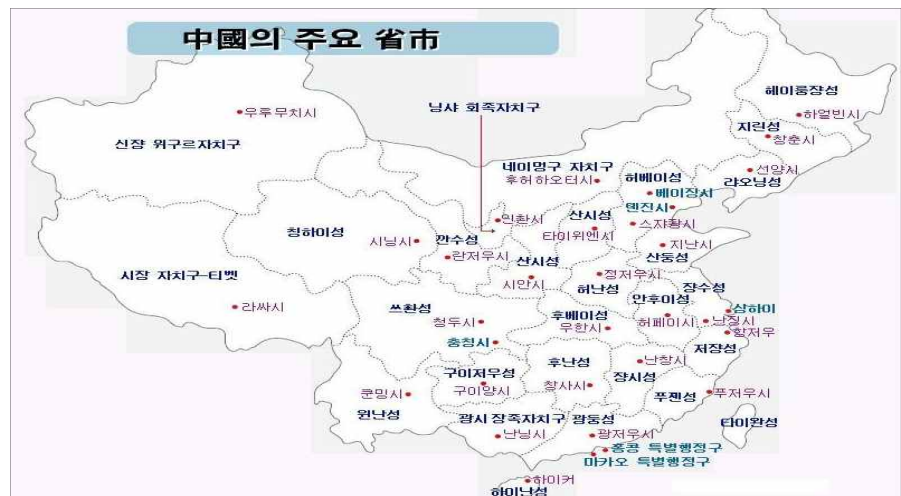 中國의 주요 省市
헤이룽쟝성
하얼빈시
닝샤 회족자치구
우루무치시
지린성
창춘시
신쟝 위구르자치구
네이멍구 자치구
후허하오터시
허베이성
선양시
랴오닝성
베이징시
톈진시
인촨시
산시성
스쟈좡시
칭하이성
시닝시
깐수성
타이위엔시
지난시
란저우시
산시성
산둥성
시장 자치구-티벳
시안시
정저우시
허난성
쟝수성
안후이성
라싸시
쓰촨성
후베이성
상하이
청두시
우한시
허페이시
난징시
항저우
충칭시
저쟝성
후난성
난창시
구이저우성
쟝시성
쿤밍시
구이양시
창사시
푸젠성
푸저우시
윈난성
광시 장족자치구
광둥성
타이완성
난닝시
광저우시
홍콩 특별행정구
마카오 특별행정구
하이커
하이난성